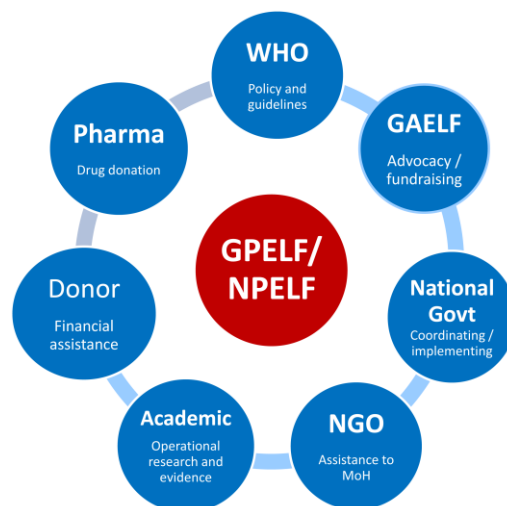 WHO
Policy and
guidelines
GAELF
Advocacy /
fundraising
National
Govt
Coordinating /
implementing
NGO
Assistance to
MoH
Academic
Operational
research and
evidence
Donor
Financial
assistance
Pharma
Drug donation
GPELF/
NPELF